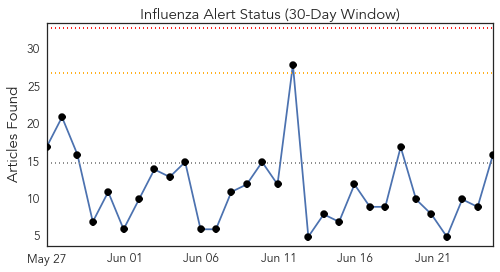 Influenza Alert Status (30-Day Window)
Articles Found
30
25
20
15
10
5
May 27
Jun 01
Jun 06
Jun 11
Jun 16
Jun 21